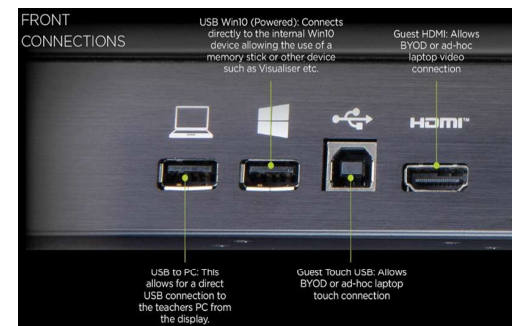 FRONT
CONNECTIONS
USB Win10 (Powered): Connects
directly to the internal Win10
device allowing the use of a
memory stick or other device
such as Visualiser etc.
Guest HDMI: Allows
BYOD or ad-hoc
laptop video
connection
HDMI™
USB to PC: This
allows for a direct
USB connection to
the teachers PC from
the display.
Guest Touch USB: Allows
BYOD or ad-hoc laptop
touch connection